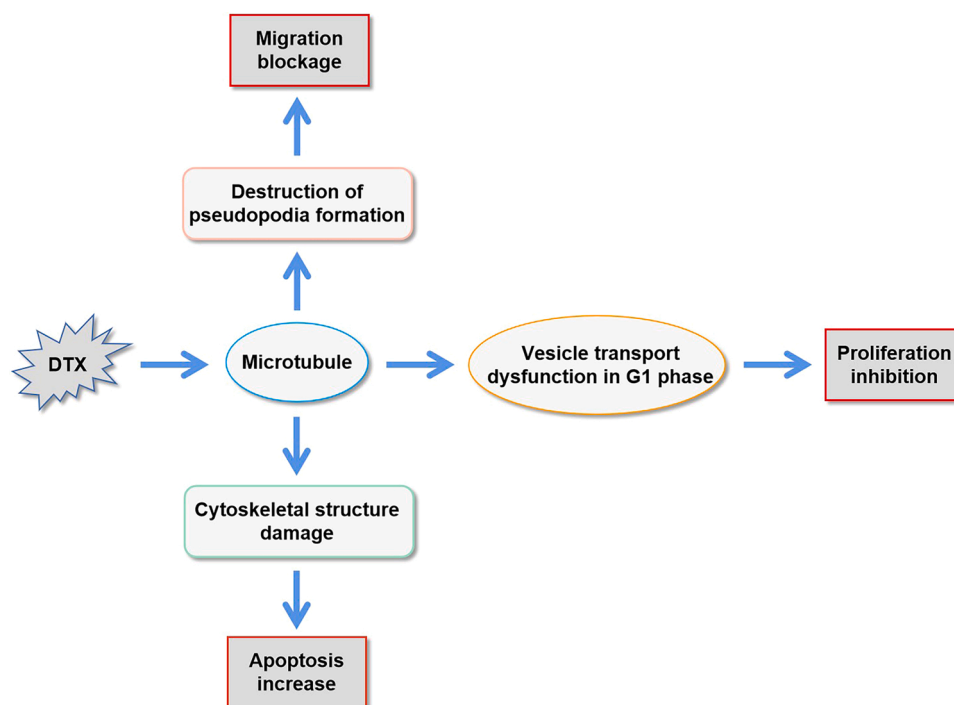 Migration
blockage
Destruction of
pseudopodia formation
DTX
Microtubule
Vesicle transport
dysfunction in G1 phase
Proliferation
inhibition
Cytoskeletal structure
damage
Apoptosis
increase